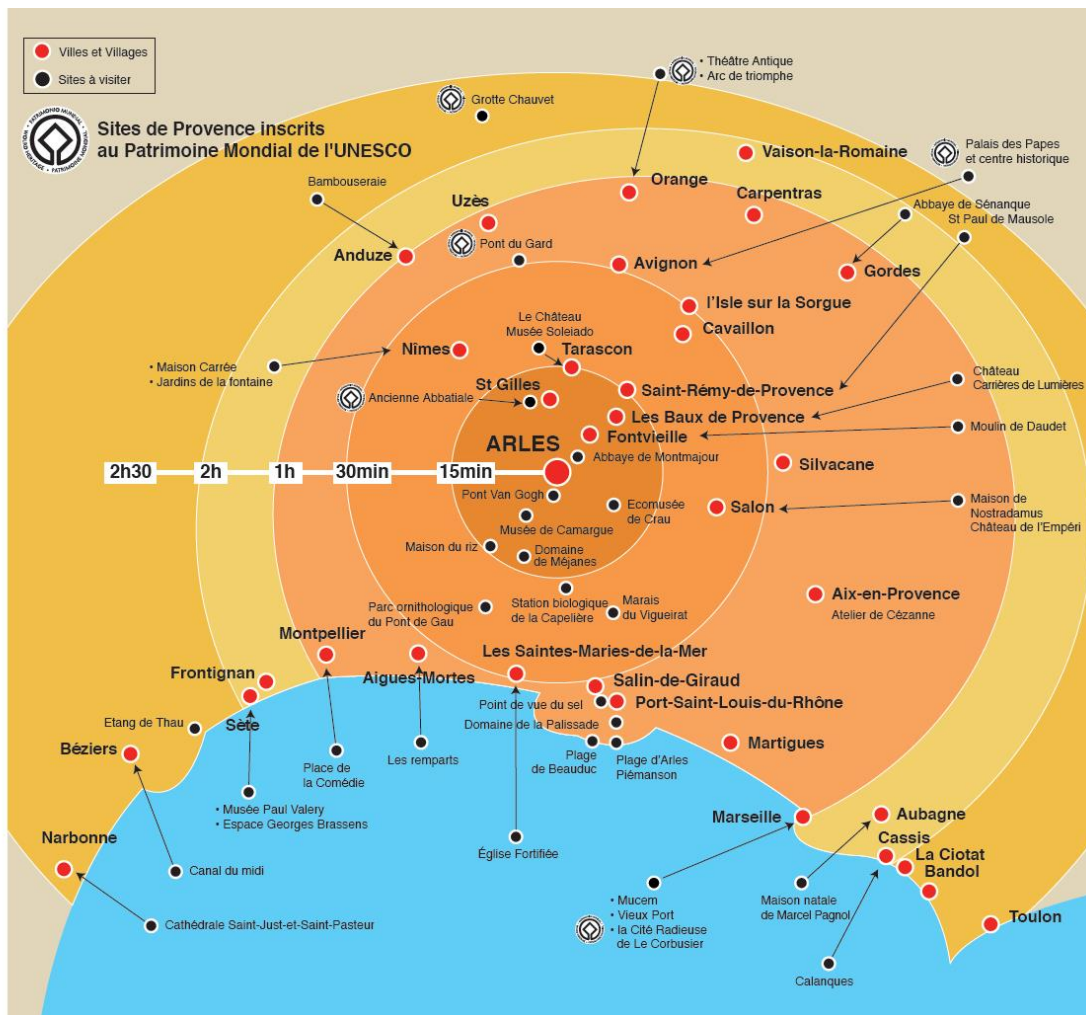 Villes et Villages
Sites à visiter
Sites de Provence inscrits
au Patrimoine Mondial de l'UNESCO
Grotte Chauvet
• Théâtre Antique
• Arc de triomphe
Palais des Papes
et centre historique
Vaison-la-Romaine
Bambouseraie
Orange
Carpentras
Abbaye de Sénanque
St Paul de Mausole
Uzès
Pont du Gard
Anduze
Avignon
Gordes
l'Isle sur la Sorgue
Cavaillon
Le Château
Musée Soleiado
Nîmes
Tarascon
• Maison Carrée
• Jardins de la fontaine
Château
Carrières de Lumières
St Gilles
Saint-Rémy-de-Provence
Ancienne Abbatiale
Les Baux de Provence
Moulin de Daudet
ARLES
Fontvieille
Abbaye de Montmajour
Silvacane
2h30
2h
1h
30min
15min
Pont Van Gogh
Ecomusée
de Crau
Salon
Maison de
Nostradamus
Château de l'Empéri
Musée de Camargue
Maison du riz
Domaine
de Méjanes
Aix-en-Provence
Atelier de Cézanne
Parc ornithologique
du Pont de Gau
Station biologique
de la Capelière
Marais
du Vigueirat
Montpellier
Les Saintes-Maries-de-la-Mer
Frontignan
Aigues-Mortes
Salin-de-Giraud
Point de vue du sel
Port-Saint-Louis-du-Rhône
Etang de Thau
Sète
Domaine de la Palissade
Béziers
Martigues
Les remparts
Place de
la Comédie
Plage
de Beauduc
Plage d'Arles
Piémanson
• Musée Paul Valery
• Espace Georges Brassens
Marseille
Aubagne
Narbonne
Cassis
Église Fortifiée
La Ciotat
Canal du midi
Bandol
• Mucem
• Vieux Port
• la Cité Radieuse
de Le Corbusier
Maison natale
de Marcel Pagnol
Toulon
Cathédrale Saint-Just-et-Saint-Pasteur
Calanques